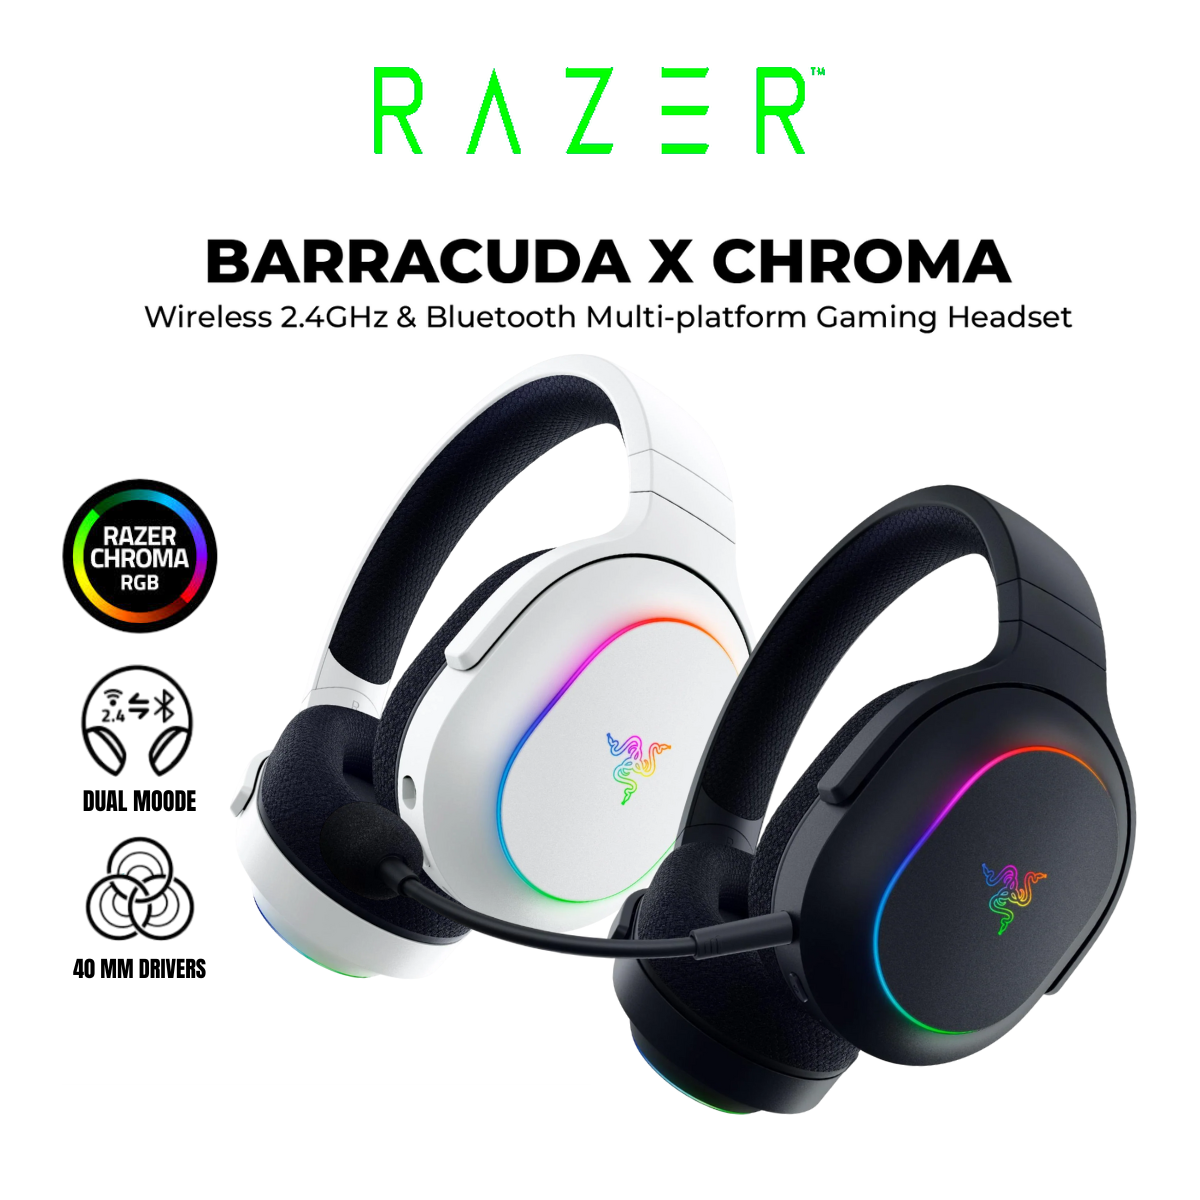 RAZER™
BARRACUDA X CHROMA
Wireless 2.4GHz & Bluetooth Multi-platform Gaming Headset
RAZER
CHROMA
RGB
2.4
DUAL MOODE
40 MM DRIVERS
R